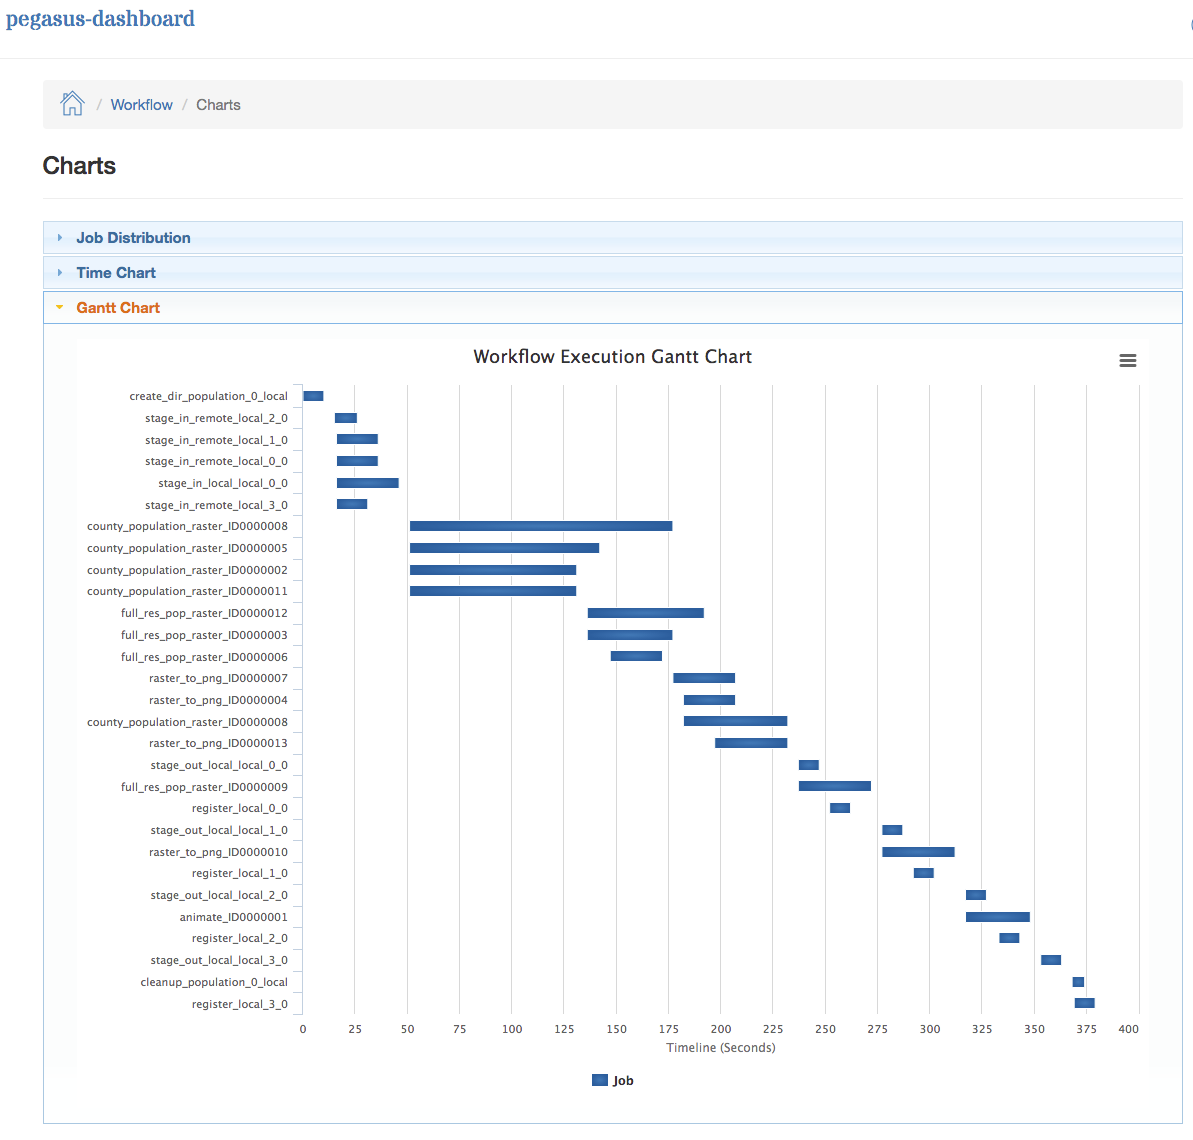 pegasus-dashboard
/ Workflow / Charts
Charts
Job Distribution
Time Chart
Gantt Chart
Workflow Execution Gantt Chart
create_dir_population_0_local
stage_in_remote_local_2_0
stage_in_remote_local_1_0
stage_in_remote_local_0_0
stage_in_local_local_0_0
stage_in_remote_local_3_0
county_population_raster_ID0000008
county_population_raster_ID0000005
county_population_raster_ID0000002
county_population_raster_ID0000011
full_res_pop_raster_ID0000012
full_res_pop_raster_ID0000003
full_res_pop_raster_ID0000006
raster_to_png_ID0000007
raster_to_png_ID0000004
county_population_raster_ID0000008
raster_to_png_ID0000013
stage_out_local_local_0_0
full_res_pop_raster_ID0000009
register_local_0_0
stage_out_local_local_1_0
raster_to_png_ID0000010
register_local_1_0
stage_out_local_local_2_0
animate_ID0000001
register_local_2_0
stage_out_local_local_3_0
cleanup_population_0_local
register_local_3_0
0 25 50 75 100 125 150 175 200 225 250 275 300 325 350 375 400
Timeline (Seconds)
Job